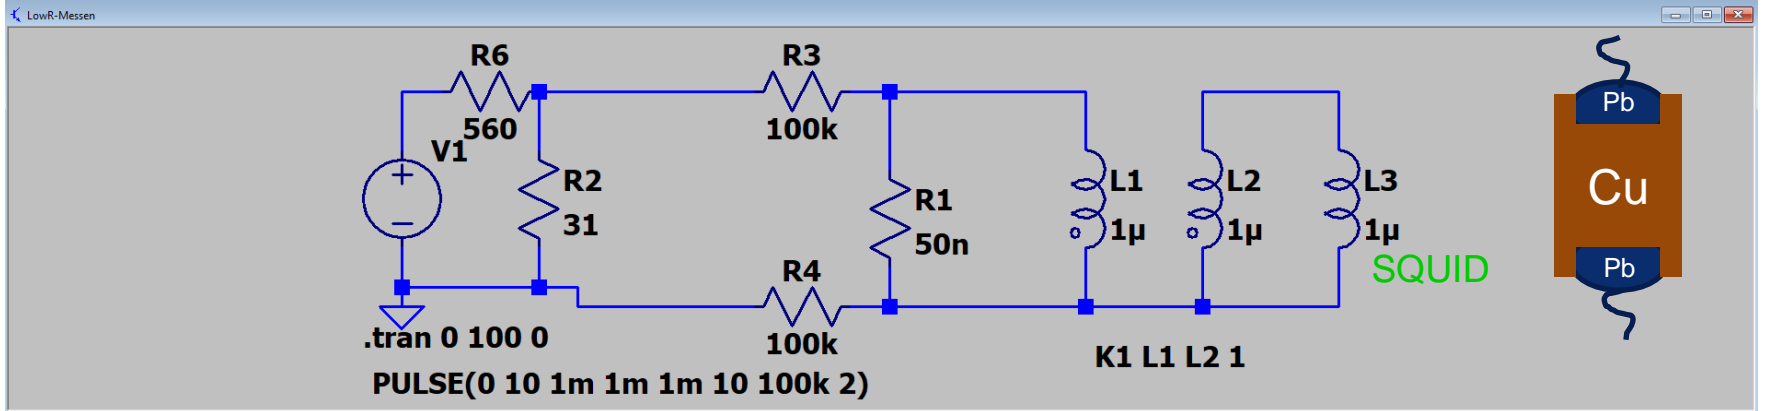 LowR-Messen
R6
R3
560
100k
V1
R2
31
R1
50n
L1
1µ
L2
1µ
L3
1µ
SQUID
R4
100k
.tran 0 100 0
K1 L1 L2 1
PULSE(0 10 1m 1m 1m 10 100k 2)
Pb
Cu
Pb